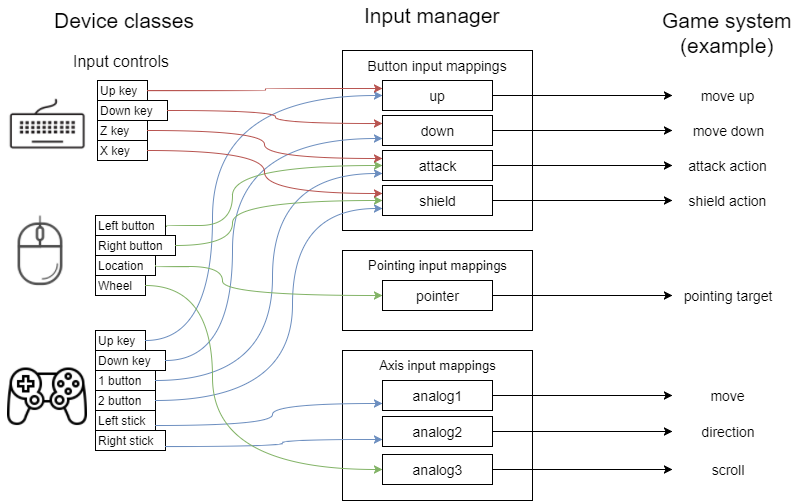 Device classes
Input manager
Game system
(example)
Input controls
Up key
Down key
Z key
X key
Left button
Right button
Location
Wheel
Up key
Down key
1 button
2 button
Left stick
Right stick
Button input mappings
up
down
attack
shield
Pointing input mappings
pointer
Axis input mappings
analog1
analog2
analog3
move up
move down
attack action
shield action
pointing target
move
direction
scroll